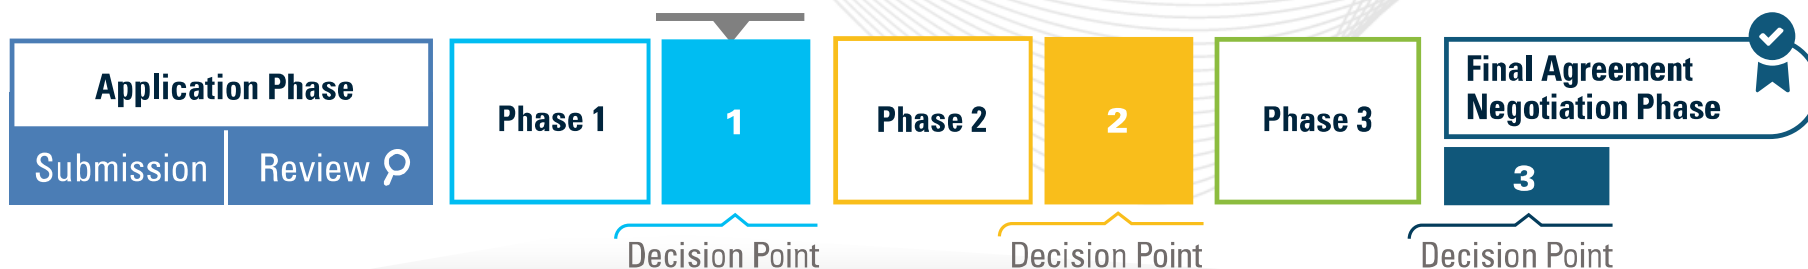 Application Phase
Submission
Review
Phase 1
1
Decision Point
Phase 2
2
Decision Point
Phase 3
Final Agreement
Negotiation Phase
3
Decision Point